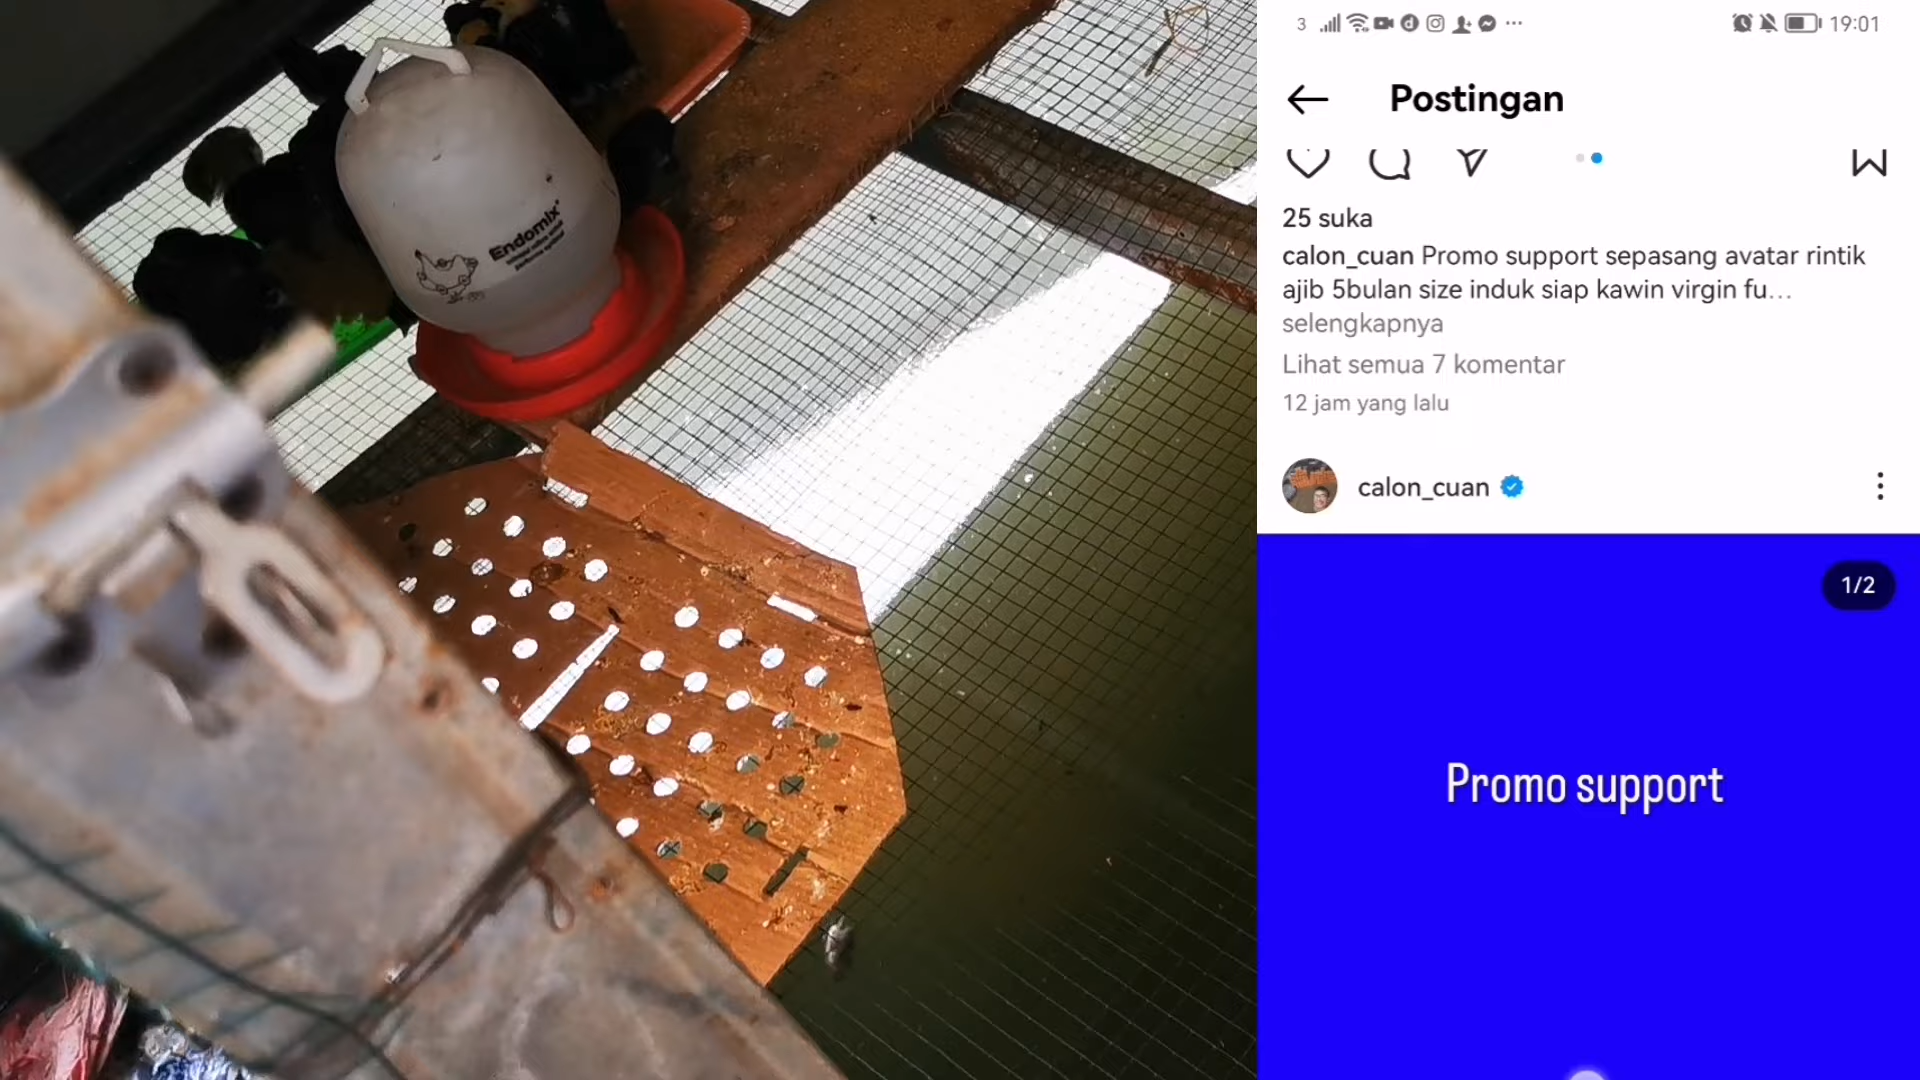 Endomix
3
19:01
Postingan
25 suka
calon_cuan Promo support sepasang avatar rintik
ajib 5bulan size induk siap kawin virgin fu...
selengkapnya
Lihat semua 7 komentar
12 jam yang lalu
calon_cuan
1/2
Promo support